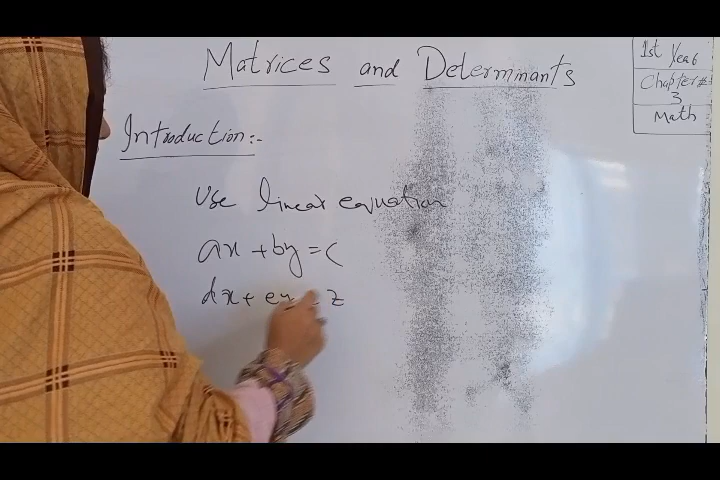 Matrices and Determinants
1st Year
Chapter #
3
Math
Introduction:-
Use linear equation
ax + by = c
dx + ey = z